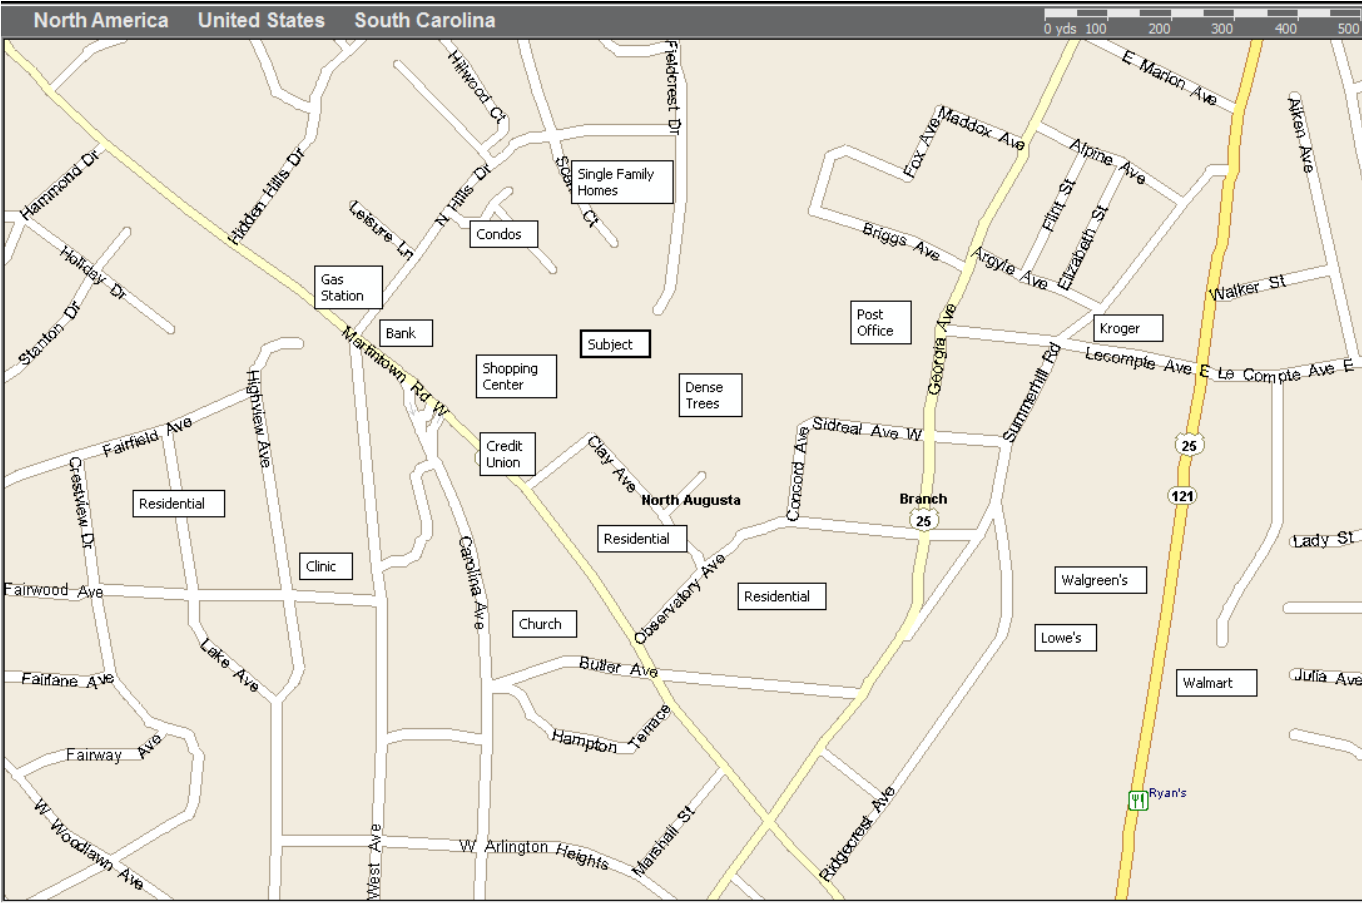 North America United States South Carolina
0 yds 100 200 300 400 500
E Marion Ave
Hillwood Ct
Fieldcrest Dr
Aiken Ave
Maddox Ave
Fox Ave
Alpine Ave
Hammond Dr
Hidden Hills Dr
N Hills Dr
Single Family
Homes
Flint St
Elizabeth St
Leisure Ln
Condos
Briggs Ave
Argyle Ave
Holiday Dr
Gas
Station
Walker St
Stanton Dr
Martintown Rd W
Bank
Subject
Post
Office
Georgia Ave
Kroger
Shopping
Center
Dense
Trees
Summerhill Rd
Lecompte Ave E
Le Compte Ave E
Highview Ave
Fairfield Ave
Credit
Union
Clay Ave
Sidreal Ave W
Concord Ave
25
Crestview Dr
Residential
North Augusta
Branch
121
25
Residential
Lady St
Carolina Ave
Clinic
Observatory Ave
Walgreen's
Fairwood Ave
Residential
Church
Lowe's
Lake Ave
Butler Ave
Fairlane Ave
Walmart
Julia Ave
Hampton Terrace
Fairway Ave
Ryan's
W Woodlawn Ave
West Ave
W Arlington Heights
Marshall St
Ridgecrest Ave